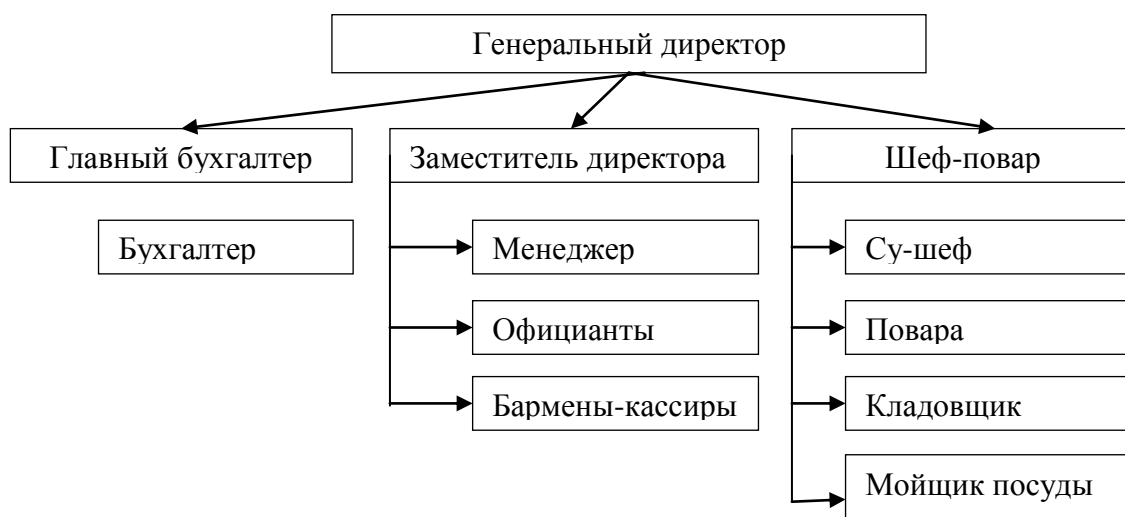 Генеральный директор
Главный бухгалтер
Заместитель директора
Шеф-повар
Бухгалтер
Менеджер
Су-шеф
Официанты
Повара
Бармены-кассиры
Кладовщик
Мойщик посуды